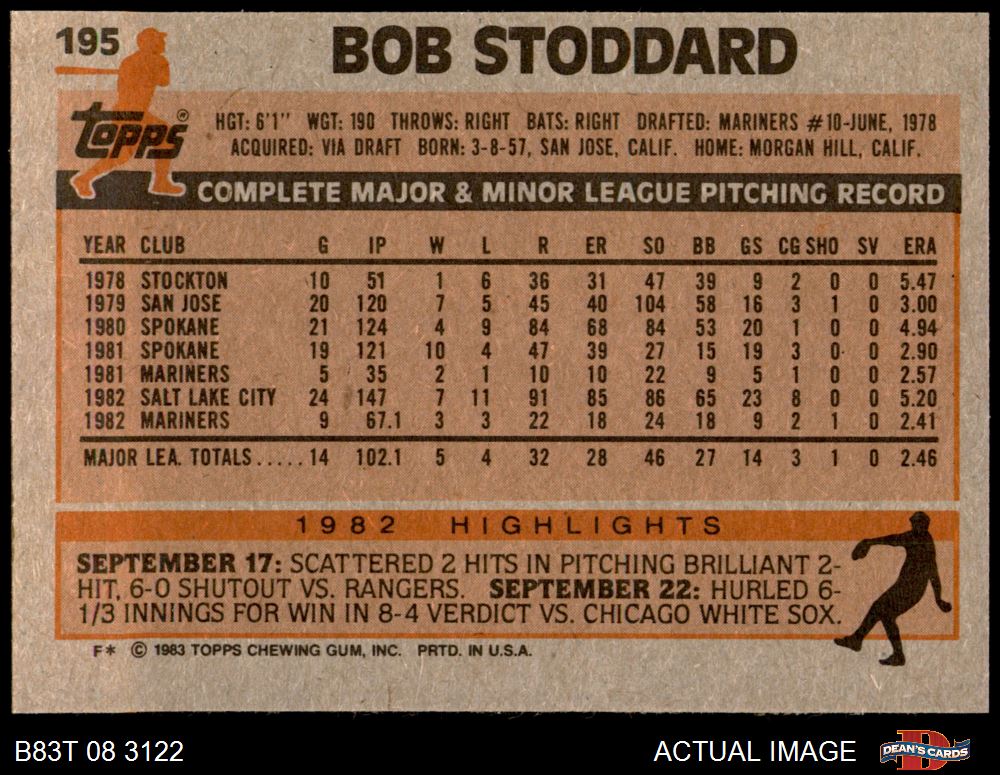 195
BOB STODDARD
Topps®
HGT: 6'1" WGT: 190 THROWS: RIGHT BATS: RIGHT DRAFTED: MARINERS #10-JUNE, 1978
ACQUIRED: VIA DRAFT BORN: 3-8-57, SAN JOSE, CALIF. HOME: MORGAN HILL, CALIF.
COMPLETE MAJOR & MINOR LEAGUE PITCHING RECORD
YEAR CLUB G IP W L R ER SO BB GS CG SHO SV ERA
1978 STOCKTON 10 51 1 6 36 31 47 39 9 2 0 0 5.47
1979 SAN JOSE 20 120 7 5 45 40 104 58 16 3 1 0 3.00
1980 SPOKANE 21 124 4 9 84 68 84 53 20 1 0 0 4.94
1981 SPOKANE 19 121 10 4 47 39 27 15 19 3 0 0 2.90
1981 MARINERS 5 35 2 1 10 10 22 9 5 1 0 0 2.57
1982 SALT LAKE CITY 24 147 7 11 91 85 86 65 23 8 0 0 5.20
1982 MARINERS 9 67.1 3 3 22 18 24 18 9 2 1 0 2.41
MAJOR LEA. TOTALS.....14 102.1 5 4 32 28 46 27 14 3 1 0 2.46
1982 HIGHLIGHTS
SEPTEMBER 17: SCATTERED 2 HITS IN PITCHING BRILLIANT 2-
HIT, 6-0 SHUTOUT VS. RANGERS. SEPTEMBER 22: HURLED 6-
1/3 INNINGS FOR WIN IN 8-4 VERDICT VS. CHICAGO WHITE SOX.
F* © 1983 TOPPS CHEWING GUM, INC. PRTD. IN U.S.A.
B83T 08 3122 ACTUAL IMAGE D DEAN'S CARDS